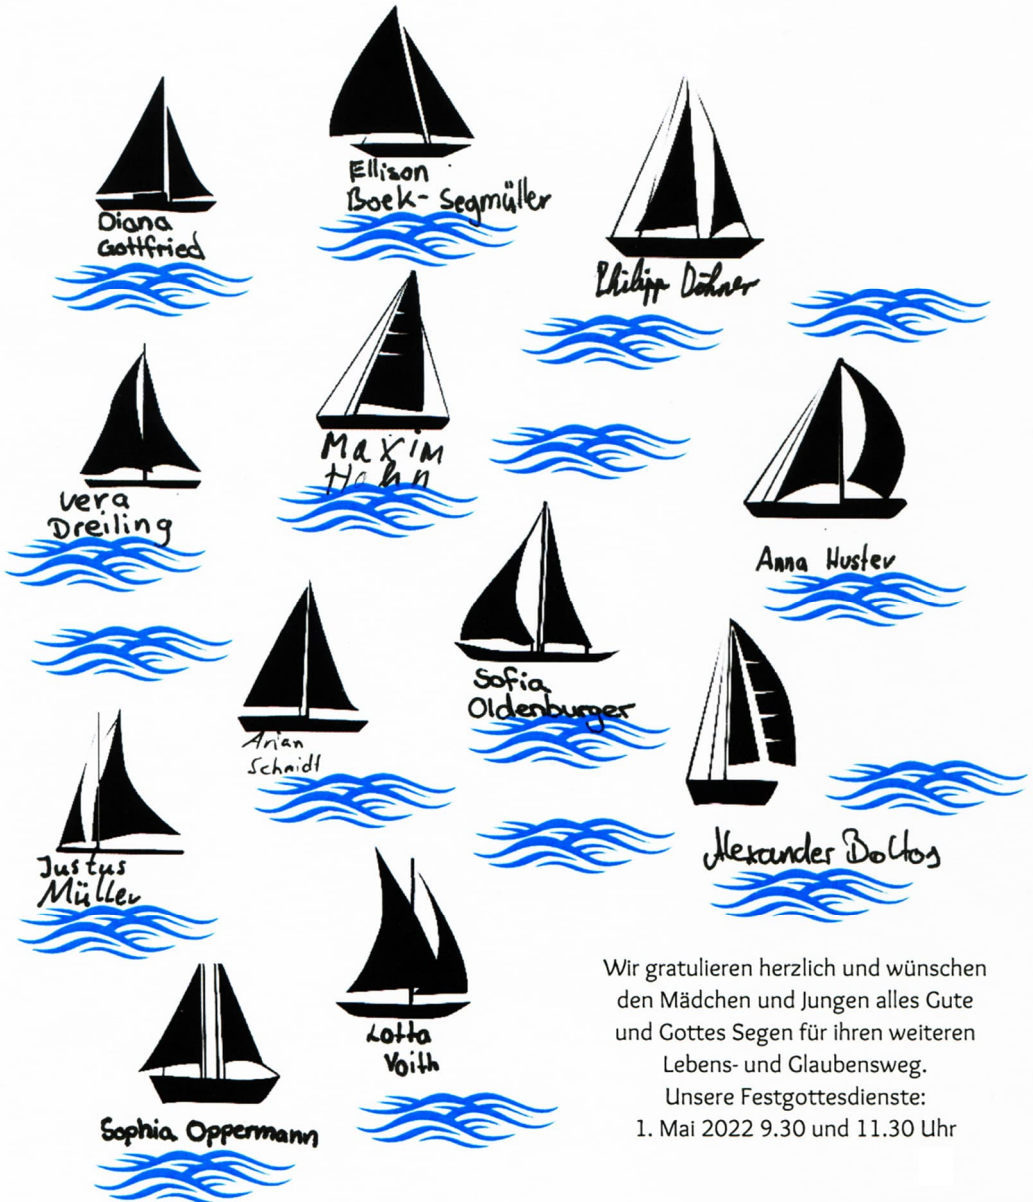 Ellison
Boek-Segmüller
Diana
Gottfried
Philipp Döhner
Maxim
Hahn
Vera
Dreiling
Anna Huster
Sofia
Oldenburger
Arian
Schmidt
Alexander Boltos
Justus
Müller
Lotta
Voith
Sophia Oppermann
Wir gratulieren herzlich und wünschen
den Mädchen und Jungen alles Gute
und Gottes Segen für ihren weiteren
Lebens- und Glaubensweg.
Unsere Festgottesdienste:
1. Mai 2022 9.30 und 11.30 Uhr